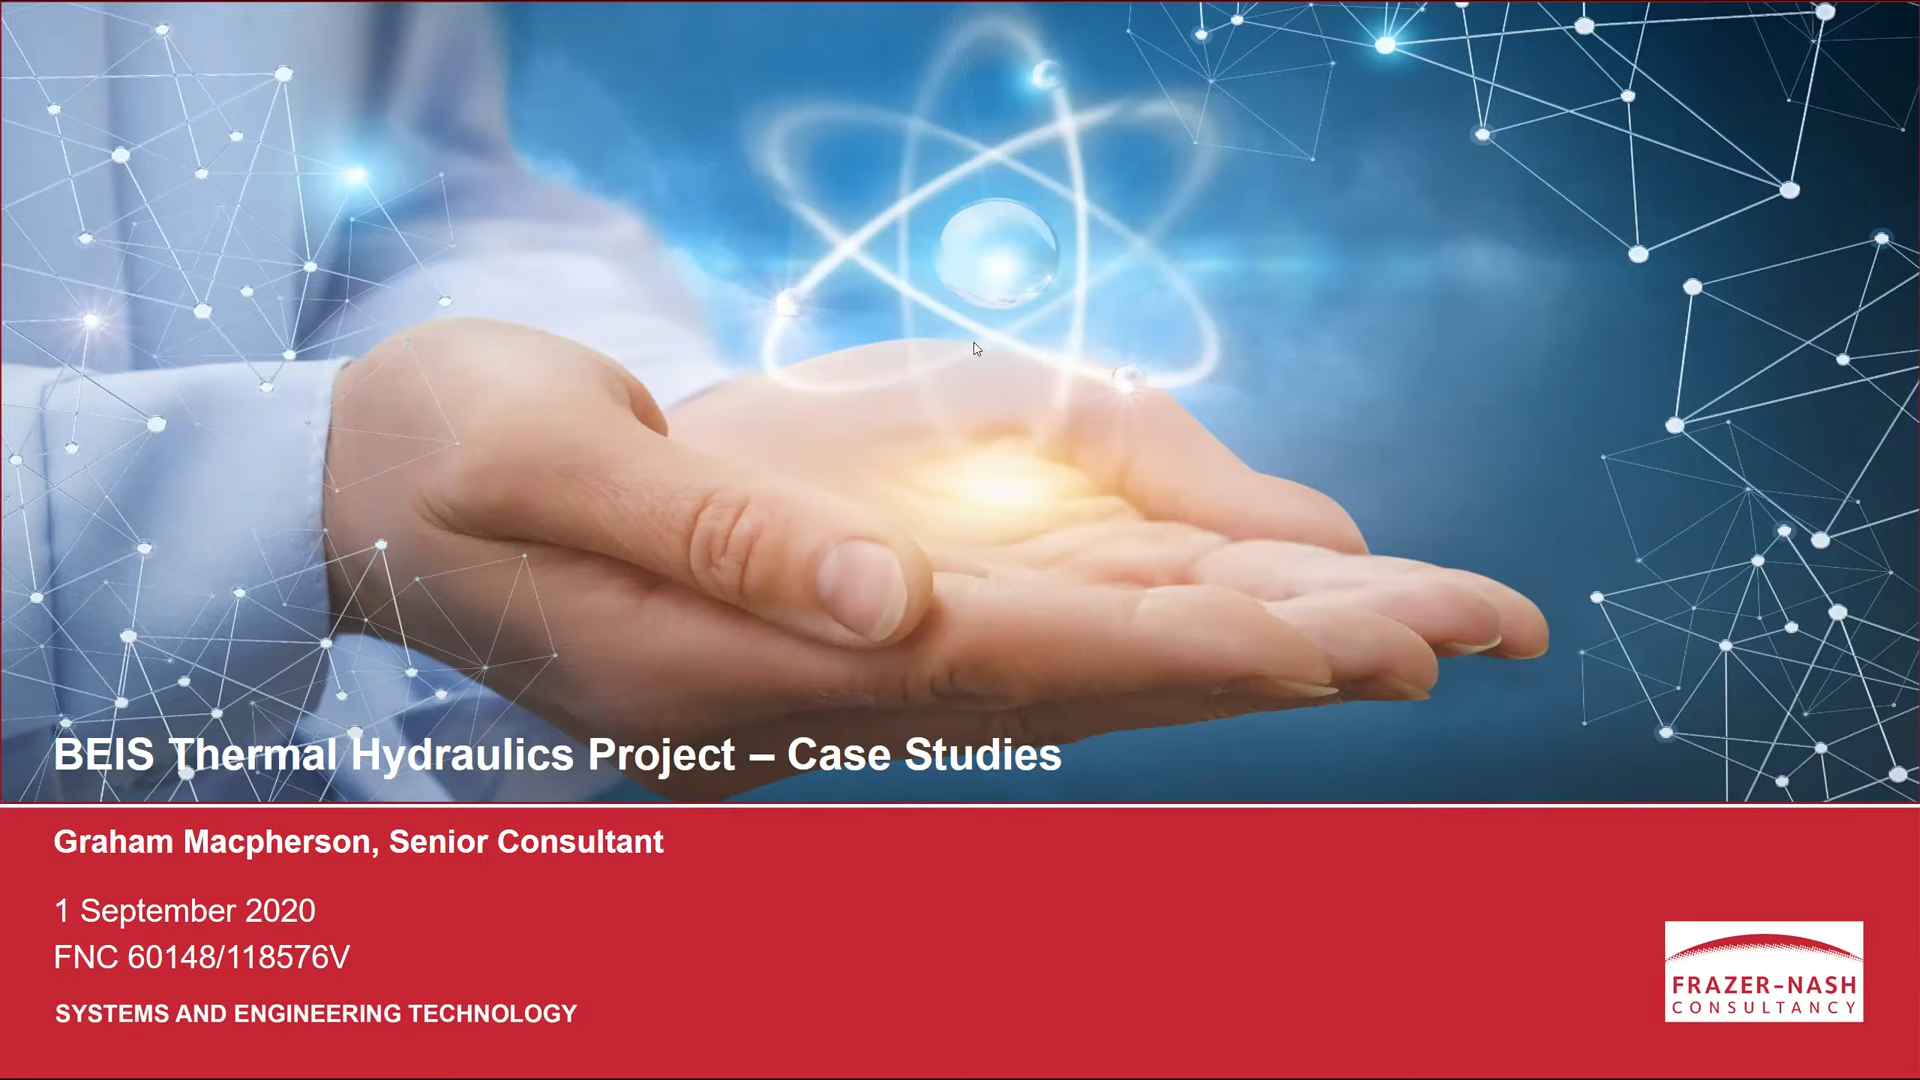 BEIS Thermal Hydraulics Project – Case Studies
Graham Macpherson, Senior Consultant
1 September 2020
FNC 60148/118576V
SYSTEMS AND ENGINEERING TECHNOLOGY
FRAZER-NASH
CONSULTANCY